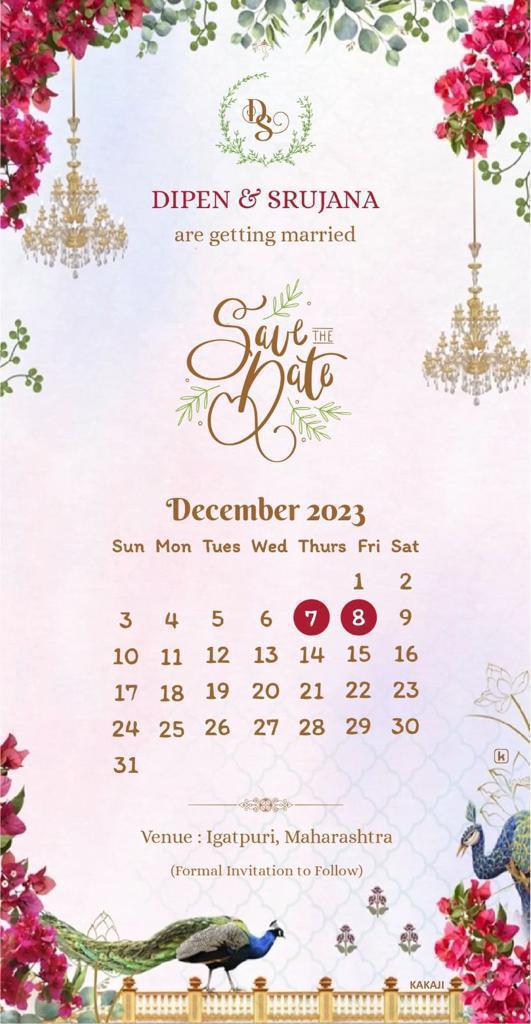 DS
DIPEN & SRUJANA
are getting married
Save THE
Date
December 2023
Sun Mon Tues Wed Thurs Fri Sat
1 2
3 4 5 6 7 8 9
10 11 12 13 14 15 16
17 18 19 20 21 22 23
24 25 26 27 28 29 30
31
k
Venue : Igatpuri, Maharashtra
(Formal Invitation to Follow)
KAKAJI